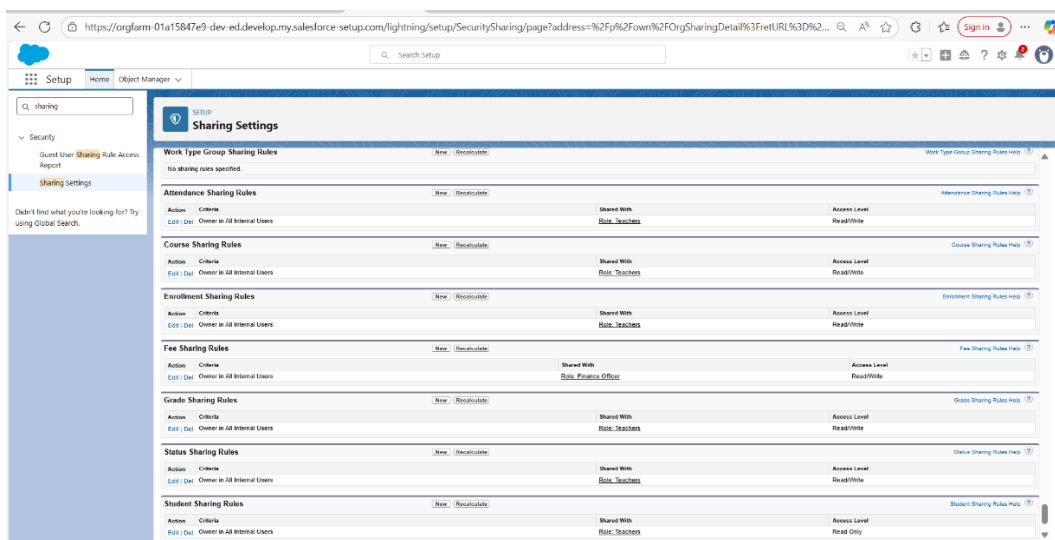 https://orgfarm-01a15847e9-dev-ed.develop.my.salesforce-setup.com/lightning/setup/SecuritySharing/page?address=%2Fp%2Fown%2FOrgSharingDetail%3FretURL%3D%2... Sign in
Search Setup
Setup Home Object Manager
sharing
Security
Guest User Sharing Rule Access
Report
Sharing Settings
Didn't find what you're looking for? Try
using Global Search.
SETUP
Sharing Settings
Work Type Group Sharing Rules New Recalculate Work Type Group Sharing Rules Help ?
No sharing rules specified.
Attendance Sharing Rules New Recalculate Attendance Sharing Rules Help ?
Action Criteria Shared With Access Level
Edit | Del Owner in All Internal Users Role: Teachers Read/Write
Course Sharing Rules New Recalculate Course Sharing Rules Help ?
Action Criteria Shared With Access Level
Edit | Del Owner in All Internal Users Role: Teachers Read/Write
Enrollment Sharing Rules New Recalculate Enrollment Sharing Rules Help ?
Action Criteria Shared With Access Level
Edit | Del Owner in All Internal Users Role: Teachers Read/Write
Fee Sharing Rules New Recalculate Fee Sharing Rules Help ?
Action Criteria Shared With Access Level
Edit | Del Owner in All Internal Users Role: Finance Officer Read/Write
Grade Sharing Rules New Recalculate Grade Sharing Rules Help ?
Action Criteria Shared With Access Level
Edit | Del Owner in All Internal Users Role: Teachers Read/Write
Status Sharing Rules New Recalculate Status Sharing Rules Help ?
Action Criteria Shared With Access Level
Edit | Del Owner in All Internal Users Role: Teachers Read/Write
Student Sharing Rules New Recalculate Student Sharing Rules Help ?
Action Criteria Shared With Access Level
Edit | Del Owner in All Internal Users Role: Teachers Read Only